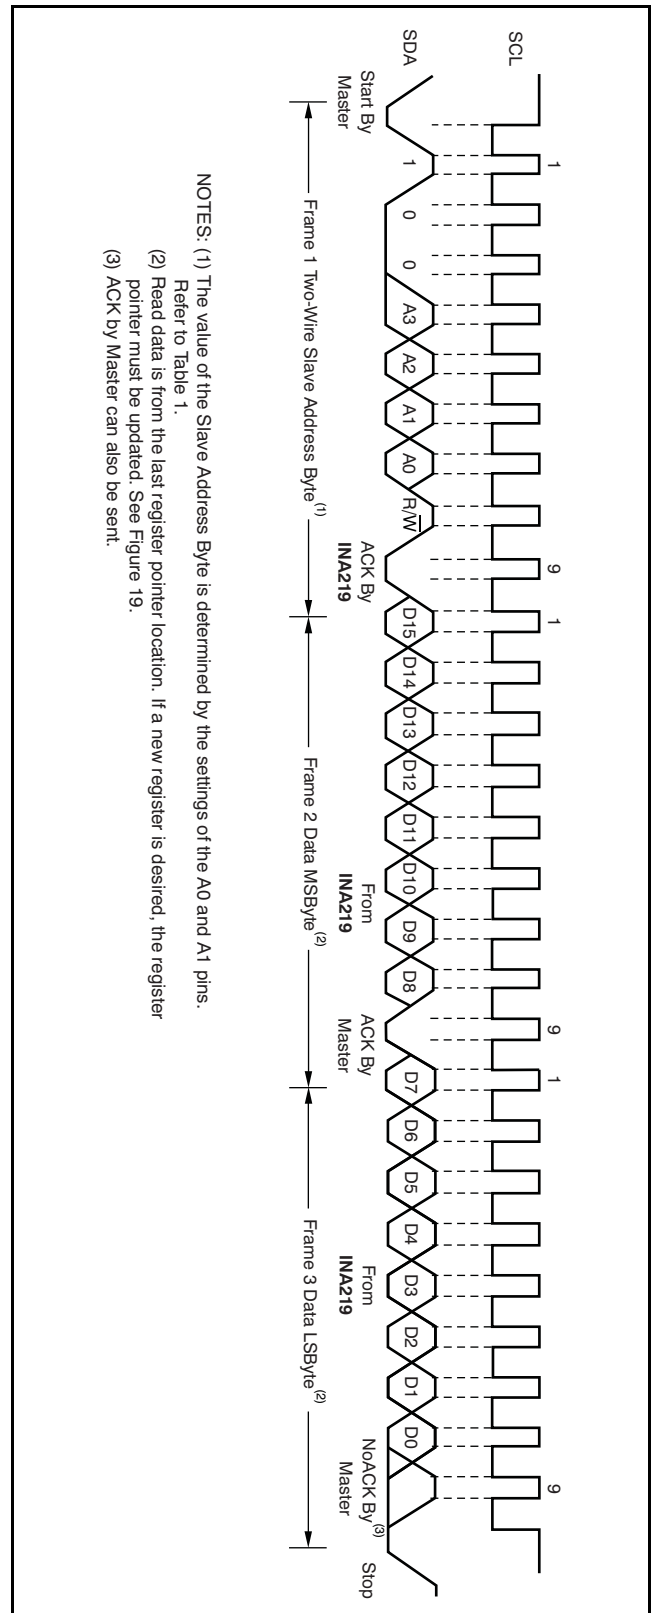 1 9 1 9 1 9
SCL
SDA 1 0 0 A3 A2 A1 A0 R/W D15 D14 D13 D12 D11 D10 D9 D8 D7 D6 D5 D4 D3 D2 D1 D0
Start By
Master
ACK By
INA219
From
INA219
ACK By
Master
From
INA219
NoACK By(3)
Master
Stop
Frame 1 Two-Wire Slave Address Byte(1)
Frame 2 Data MSByte(2)
Frame 3 Data LSByte(2)
NOTES: (1) The value of the Slave Address Byte is determined by the settings of the A0 and A1 pins.
Refer to Table 1.
(2) Read data is from the last register pointer location. If a new register is desired, the register
pointer must be updated. See Figure 19.
(3) ACK by Master can also be sent.